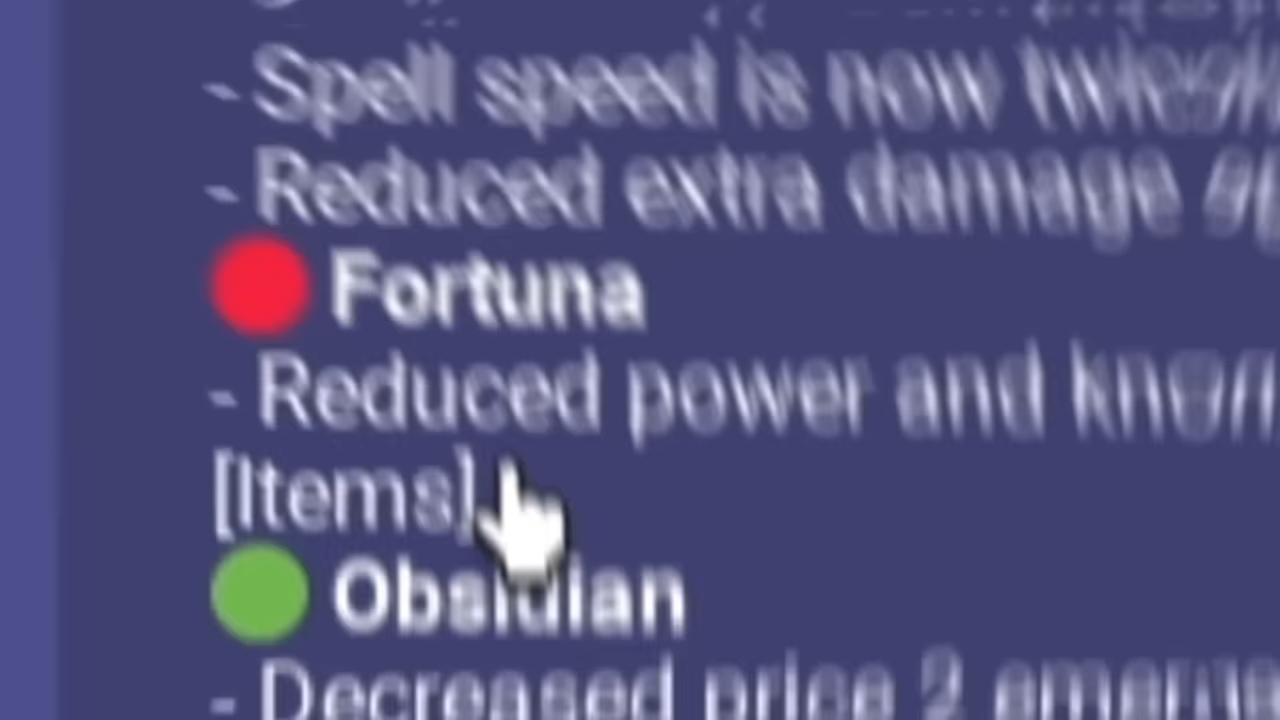 - Spell speed is now
- Reduced extra damage
Fortuna
- Reduced power and
[Items]
Obsidian
- Decreased price 2